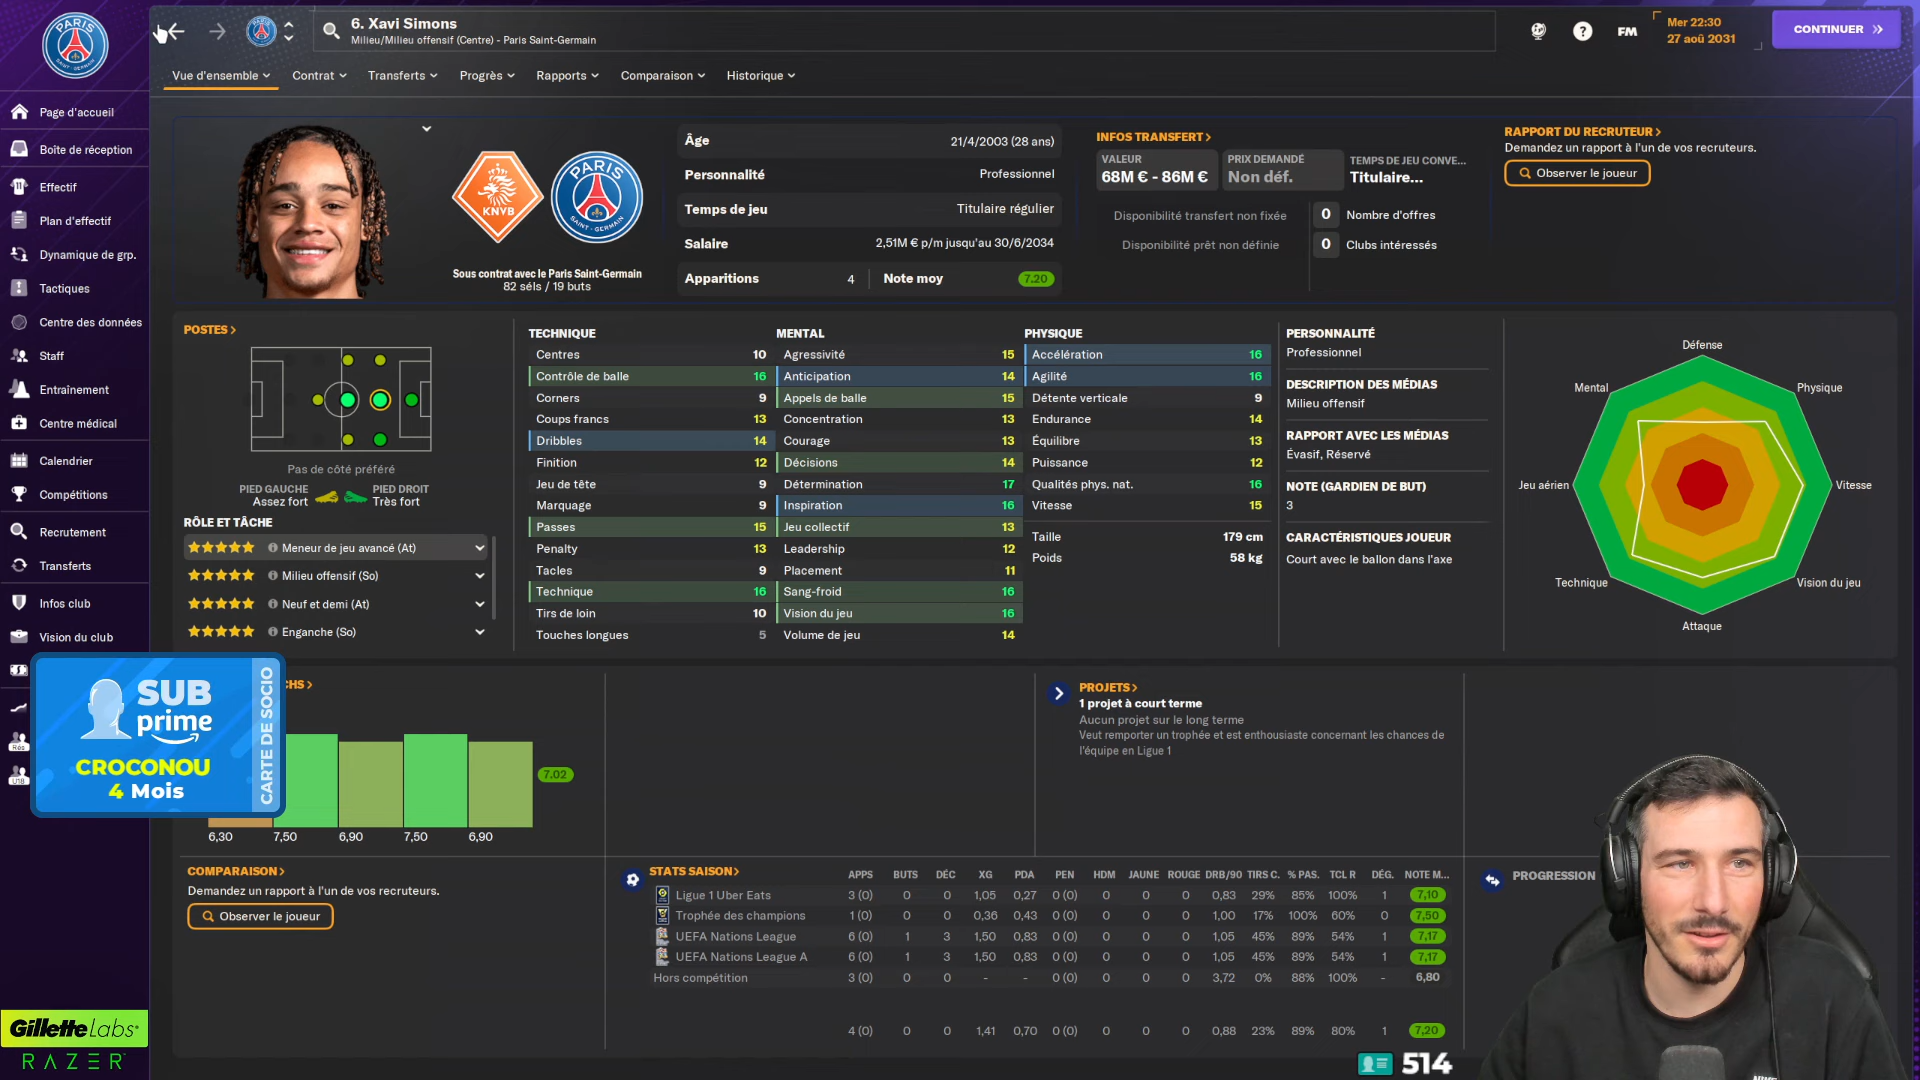 PARIS
SAINT-GERMAIN
6. Xavi Simons
Milieu/Milieu offensif (Centre) - Paris Saint-Germain
FM
Mer 22:30
27 aoû 2031
CONTINUER
Vue d'ensemble
Contrat
Transferts
Progrès
Rapports
Comparaison
Historique
Page d'accueil
Boîte de réception
Effectif
Plan d'effectif
Dynamique de grp.
Tactiques
Centre des données
Staff
Entraînement
Centre médical
Calendrier
Compétitions
Recrutement
Transferts
Infos club
Vision du club
Rés
U18
KNVB
PARIS
SAINT-GERMAIN
Sous contrat avec le Paris Saint-Germain
82 séls / 19 buts
Âge 21/4/2003 (28 ans)
Personnalité Professionnel
Temps de jeu Titulaire régulier
Salaire 2,51M € p/m jusqu'au 30/6/2034
Apparitions 4 Note moy 7.20
INFOS TRANSFERT
VALEUR
68M € - 86M €
PRIX DEMANDÉ
Non déf.
TEMPS DE JEU CONVE...
Titulaire...
Disponibilité transfert non fixée
Disponibilité prêt non définie
0 Nombre d'offres
0 Clubs intéressés
RAPPORT DU RECRUTEUR
Demandez un rapport à l'un de vos recruteurs.
Observer le joueur
POSTES
Pas de côté préféré
PIED GAUCHE
Assez fort
PIED DROIT
Très fort
RÔLE ET TÂCHE
Meneur de jeu avancé (At)
Milieu offensif (So)
Neuf et demi (At)
Enganche (So)
TECHNIQUE
Centres 10
Contrôle de balle 16
Corners 9
Coups francs 13
Dribbles 14
Finition 12
Jeu de tête 9
Marquage 9
Passes 15
Penalty 13
Tacles 9
Technique 16
Tirs de loin 10
Touches longues 5
MENTAL
Agressivité 15
Anticipation 14
Appels de balle 15
Concentration 13
Courage 13
Décisions 14
Détermination 17
Inspiration 16
Jeu collectif 13
Leadership 12
Placement 11
Sang-froid 16
Vision du jeu 16
Volume de jeu 14
PHYSIQUE
Accélération 16
Agilité 16
Détente verticale 9
Endurance 14
Équilibre 13
Puissance 12
Qualités phys. nat. 16
Vitesse 15
Taille 179 cm
Poids 58 kg
PERSONNALITÉ
Professionnel
DESCRIPTION DES MÉDIAS
Milieu offensif
RAPPORT AVEC LES MÉDIAS
Évasif, Réservé
NOTE (GARDIEN DE BUT)
3
CARACTÉRISTIQUES JOUEUR
Court avec le ballon dans l'axe
Défense
Physique
Vitesse
Vision du jeu
Attaque
Technique
Jeu aérien
Mental
SUB
prime
CROCONOU
4 Mois
CARTE DE SOCIO
CHS
7.02
6,30 7,50 6,90 7,50 6,90
PROJETS
1 projet à court terme
Aucun projet sur le long terme
Veut remporter un trophée et est enthousiaste concernant les chances de
l'équipe en Ligue 1
COMPARAISON
Demandez un rapport à l'un de vos recruteurs.
Observer le joueur
STATS SAISON APPS BUTS DÉC XG PDA PEN HDM JAUNE ROUGE DRB/90 TIRS C. % PAS. TCL R DÉG. NOTE M...
Ligue 1 Uber Eats 3 (0) 0 0 1,05 0,27 0 (0) 0 0 0 0,83 29% 85% 100% 1 7,10
Trophée des champions 1 (0) 0 0 0,36 0,43 0 (0) 0 0 0 1,00 17% 100% 60% 0 7,50
UEFA Nations League 6 (0) 1 3 1,50 0,83 0 (0) 0 0 0 1,05 45% 89% 54% 1 7,17
UEFA Nations League A 6 (0) 1 3 1,50 0,83 0 (0) 0 0 0 1,05 45% 89% 54% 1 7,17
Hors compétition 3 (0) 0 0 - - 0 (0) 0 0 0 3,72 0% 88% 100% - 6,80
4 (0) 0 0 1,41 0,70 0 (0) 0 0 0 0,88 23% 89% 80% 1 7,20
PROGRESSION
GilletteLabs
RAZER
514